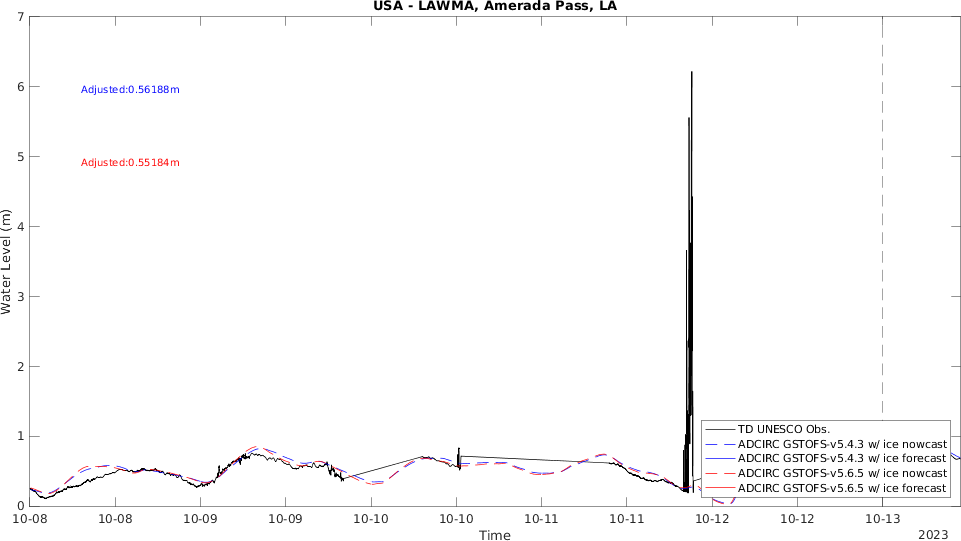 USA - LAWMA, Amerada Pass, LA
7
6
5
4
3
2
1
0
Water Level (m)
Adjusted:0.56188m
Adjusted:0.55184m
TD UNESCO Obs.
ADCIRC GSTOFS-v5.4.3 w/ ice nowcast
ADCIRC GSTOFS-v5.4.3 w/ ice forecast
ADCIRC GSTOFS-v5.6.5 w/ ice nowcast
ADCIRC GSTOFS-v5.6.5 w/ ice forecast
10-08 10-08 10-09 10-09 10-10 10-10 10-11 10-11 10-12 10-12 10-13
Time
2023